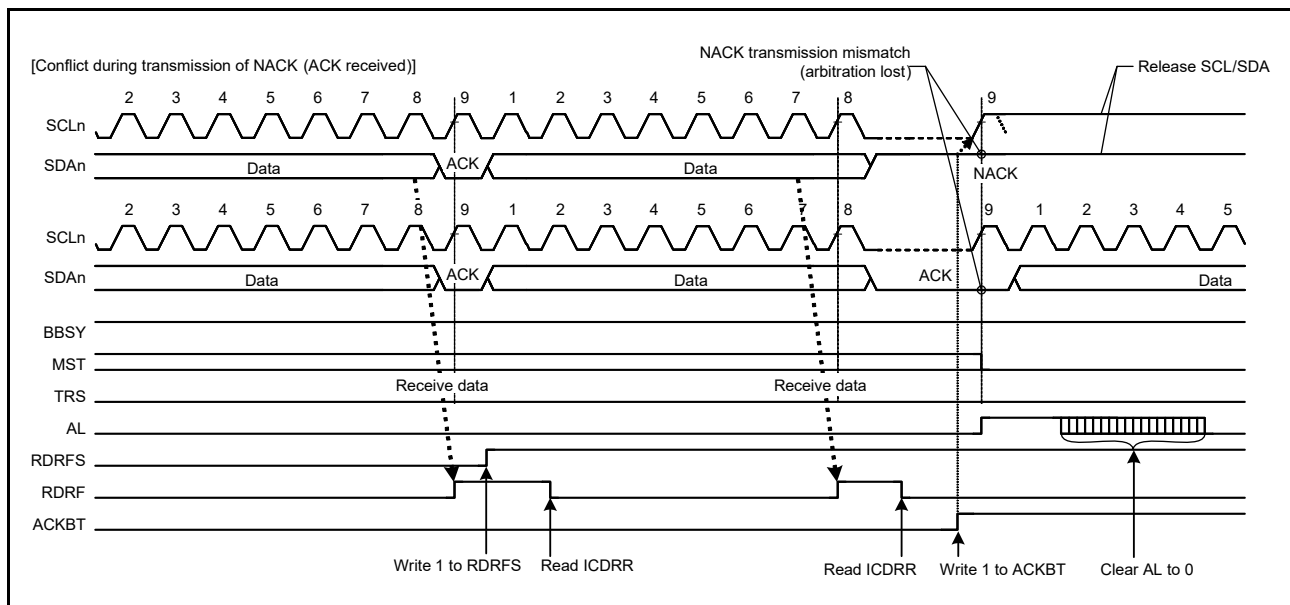 [Conflict during transmission of NACK (ACK received)]
NACK transmission mismatch
(arbitration lost)
Release SCL/SDA
2 3 4 5 6 7 8 9 1 2 3 4 5 6 7 8 9
SCLn
SDAn
Data
ACK
Data
NACK
2 3 4 5 6 7 8 9 1 2 3 4 5 6 7 8 9 1 2 3 4 5
SCLn
SDAn
Data
ACK
Data
ACK
Data
BBSY
MST
Receive data
Receive data
TRS
AL
RDRFS
RDRF
ACKBT
Write 1 to RDRFS
Read ICDRR
Read ICDRR
Write 1 to ACKBT
Clear AL to 0